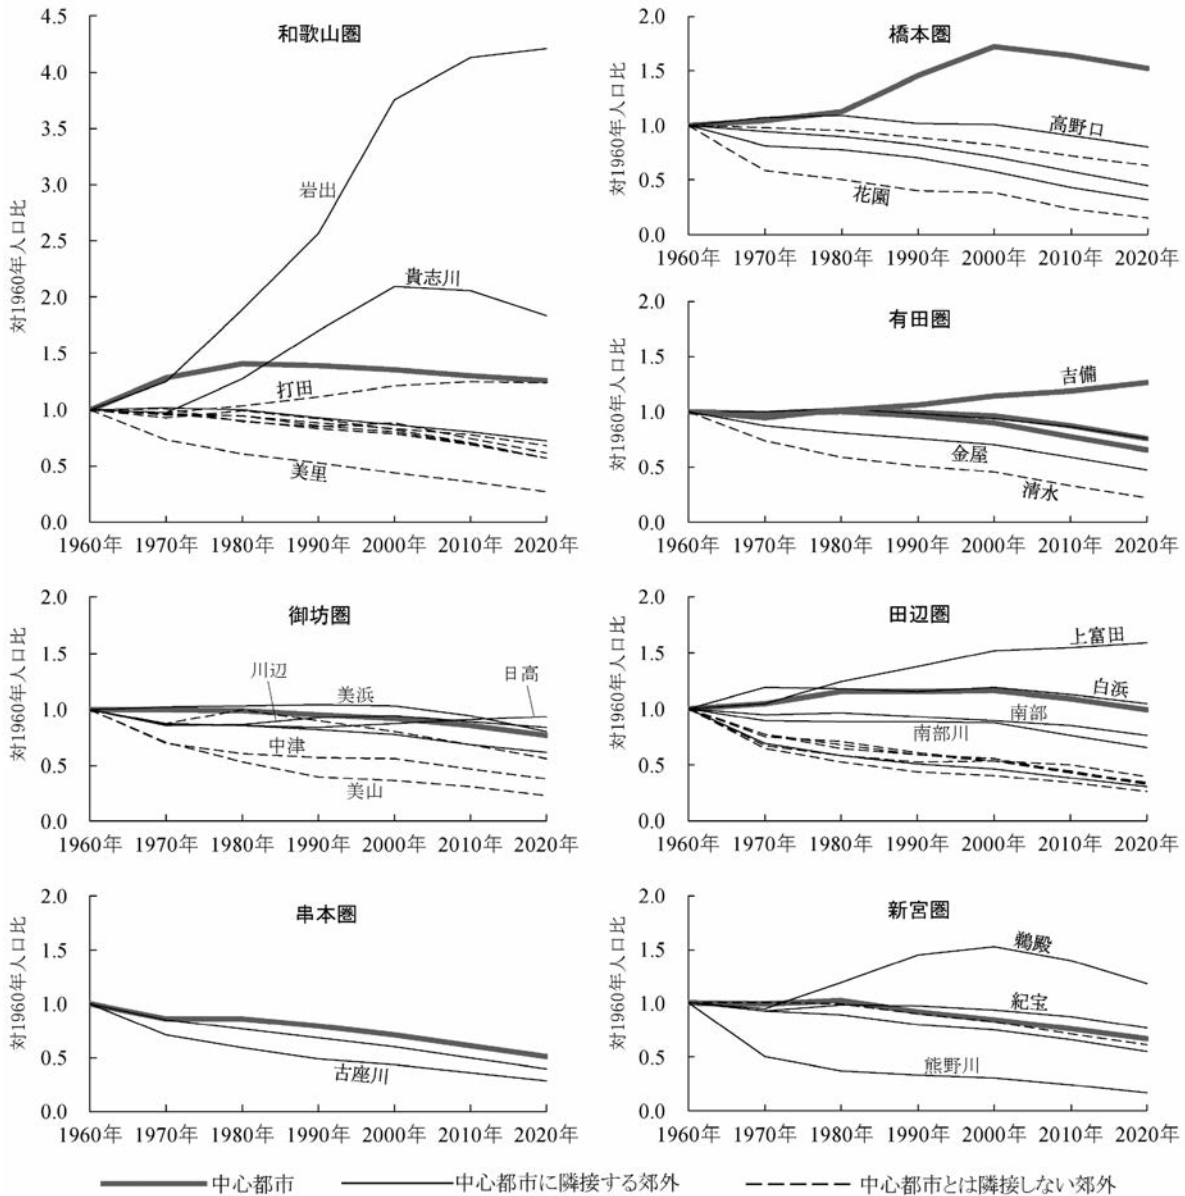 和歌山圏
対1960年人口比
4.5
4.0
3.5
3.0
2.5
2.0
1.5
1.0
0.5
0.0
岩出
貴志川
打田
美里
1960年 1970年 1980年 1990年 2000年 2010年 2020年
橋本圏
対1960年人口比
2.0
1.5
1.0
0.5
0.0
高野口
花園
1960年 1970年 1980年 1990年 2000年 2010年 2020年
有田圏
対1960年人口比
2.0
1.5
1.0
0.5
0.0
吉備
金屋
清水
1960年 1970年 1980年 1990年 2000年 2010年 2020年
御坊圏
対1960年人口比
2.0
1.5
1.0
0.5
0.0
川辺
美浜
日高
中津
美山
1960年 1970年 1980年 1990年 2000年 2010年 2020年
田辺圏
対1960年人口比
2.0
1.5
1.0
0.5
0.0
上富田
白浜
南部
南部川
1960年 1970年 1980年 1990年 2000年 2010年 2020年
串本圏
対1960年人口比
2.0
1.5
1.0
0.5
0.0
古座川
1960年 1970年 1980年 1990年 2000年 2010年 2020年
新宮圏
対1960年人口比
2.0
1.5
1.0
0.5
0.0
鵜殿
紀宝
熊野川
1960年 1970年 1980年 1990年 2000年 2010年 2020年
中心都市 中心都市に隣接する郊外 中心都市とは隣接しない郊外